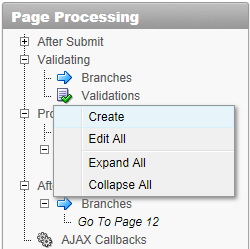 Page Processing
After Submit
Validating
Branches
Validations
Create
Edit All
Expand All
Collapse All
Branches
Go To Page 12
AJAX Callbacks